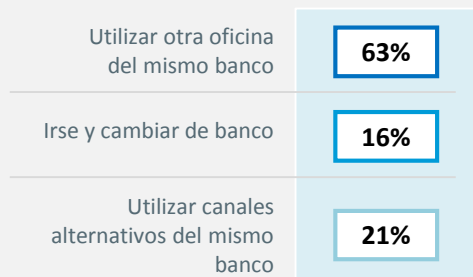 Utilizar otra oficina
del mismo banco
63%
Irse y cambiar de banco
16%
Utilizar canales
alternativos del mismo
banco
21%